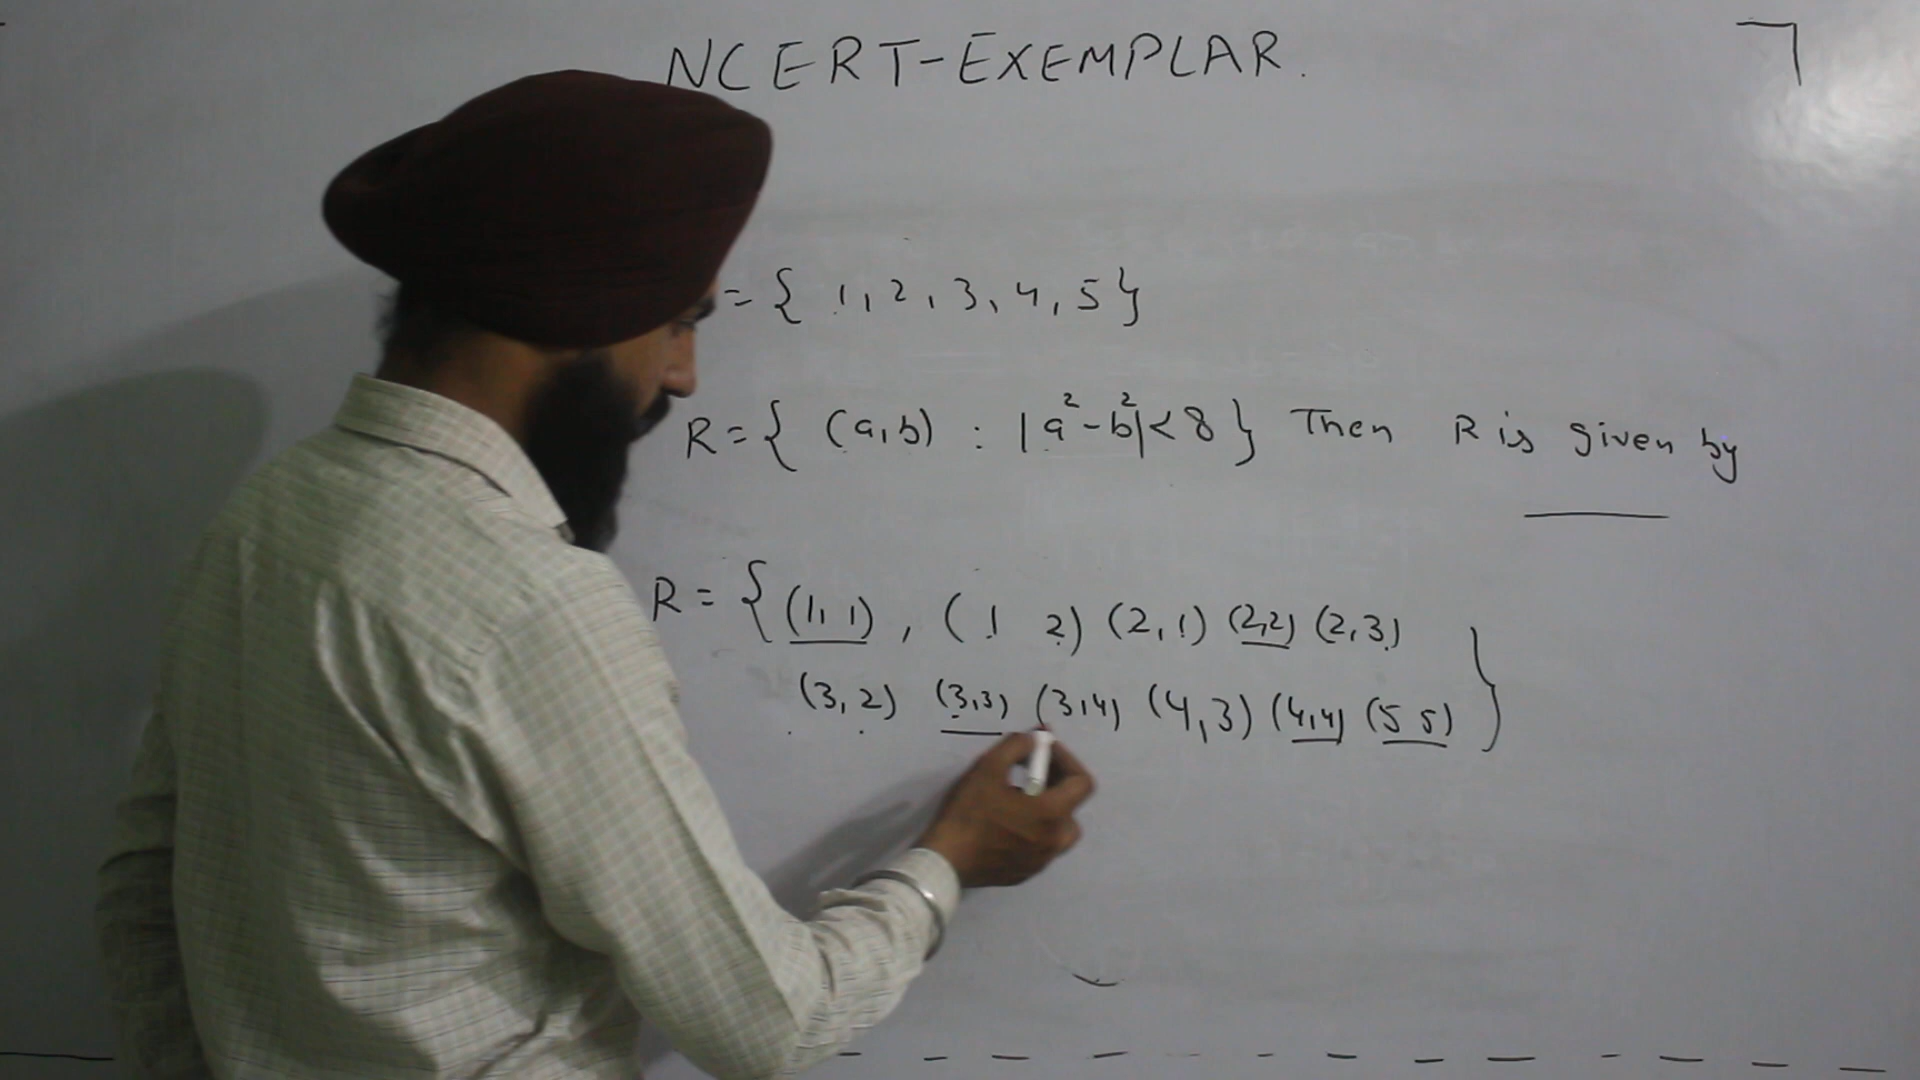 NCERT-EXEMPLAR.
= { 1, 2, 3, 4, 5 }
R = { (a, b) : |a² - b²| < 8 } Then R is given by
R = { (1, 1), (1 2) (2, 1) (2,2) (2, 3)
(3, 2) (3,3) (3,4) (4, 3) (4,4) (5 5) }